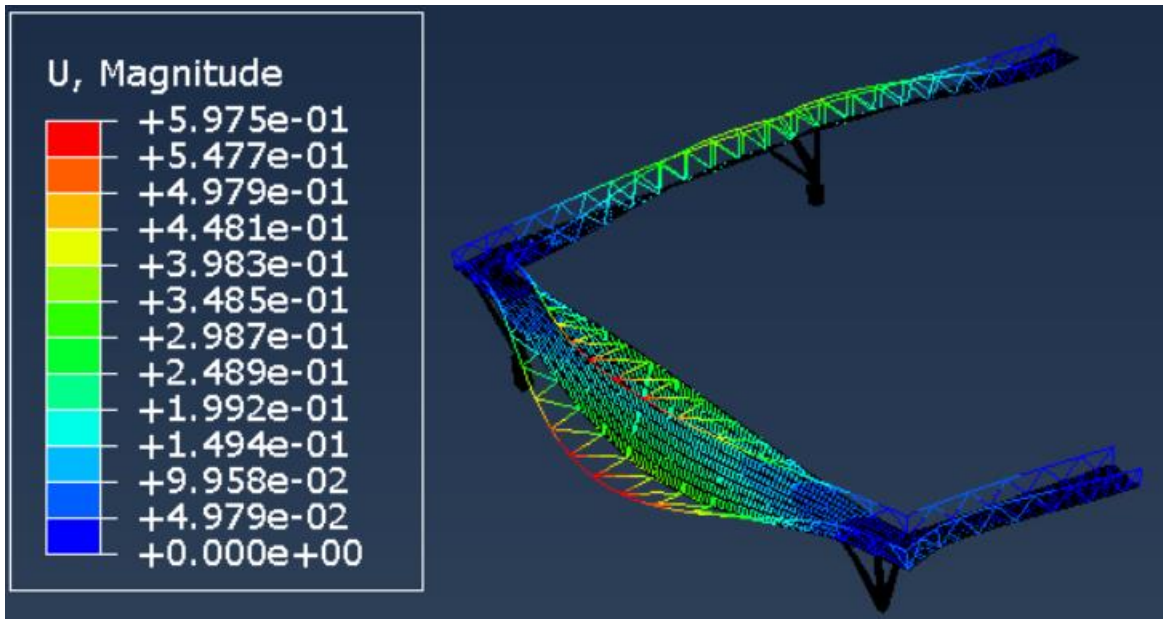 U, Magnitude
+5.975e-01
+5.477e-01
+4.979e-01
+4.481e-01
+3.983e-01
+3.485e-01
+2.987e-01
+2.489e-01
+1.992e-01
+1.494e-01
+9.958e-02
+4.979e-02
+0.000e+00